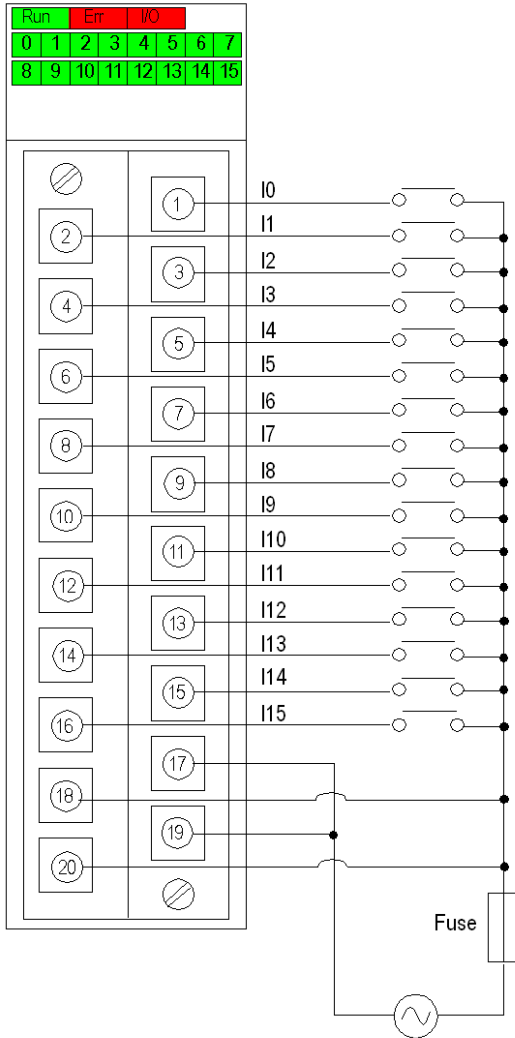 Run Err I/O
0 1 2 3 4 5 6 7
8 9 10 11 12 13 14 15
1 I0
2 I1
3 I2
4 I3
5 I4
6 I5
7 I6
8 I7
9 I8
10 I9
11 I10
12 I11
13 I12
14 I13
15 I14
16 I15
17
18
19
20
Fuse